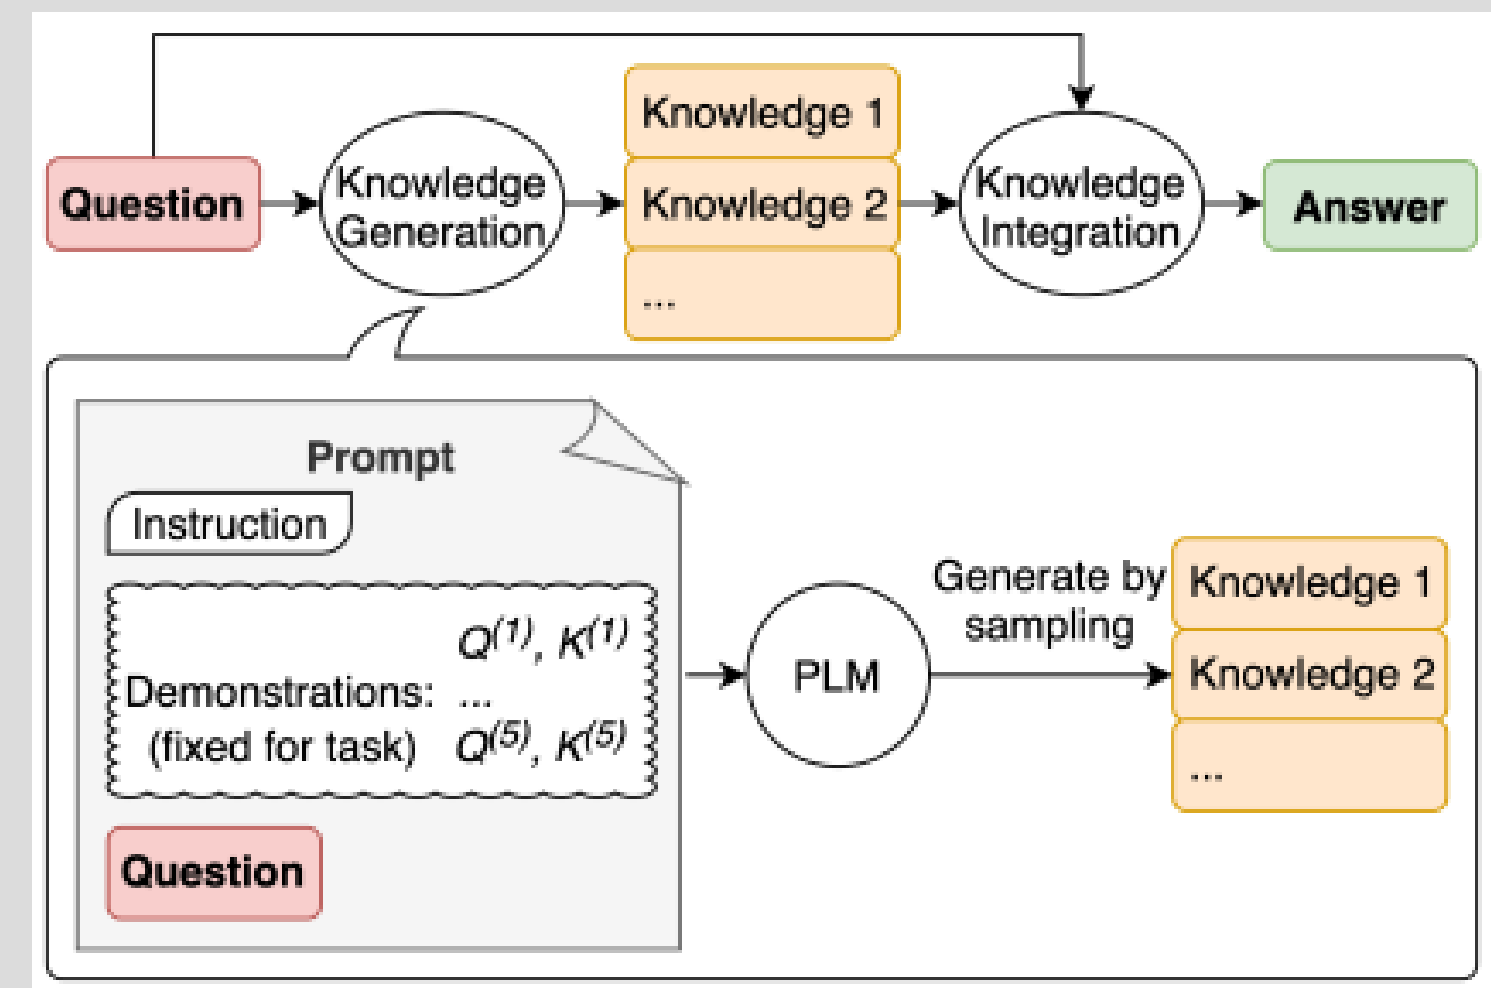 Question
Knowledge
Generation
Knowledge 1
Knowledge 2
...
Knowledge
Integration
Answer
Prompt
Instruction
Q(1), K(1)
Demonstrations: ...
(fixed for task) Q(5), K(5)
Question
PLM
Generate by
sampling
Knowledge 1
Knowledge 2
...